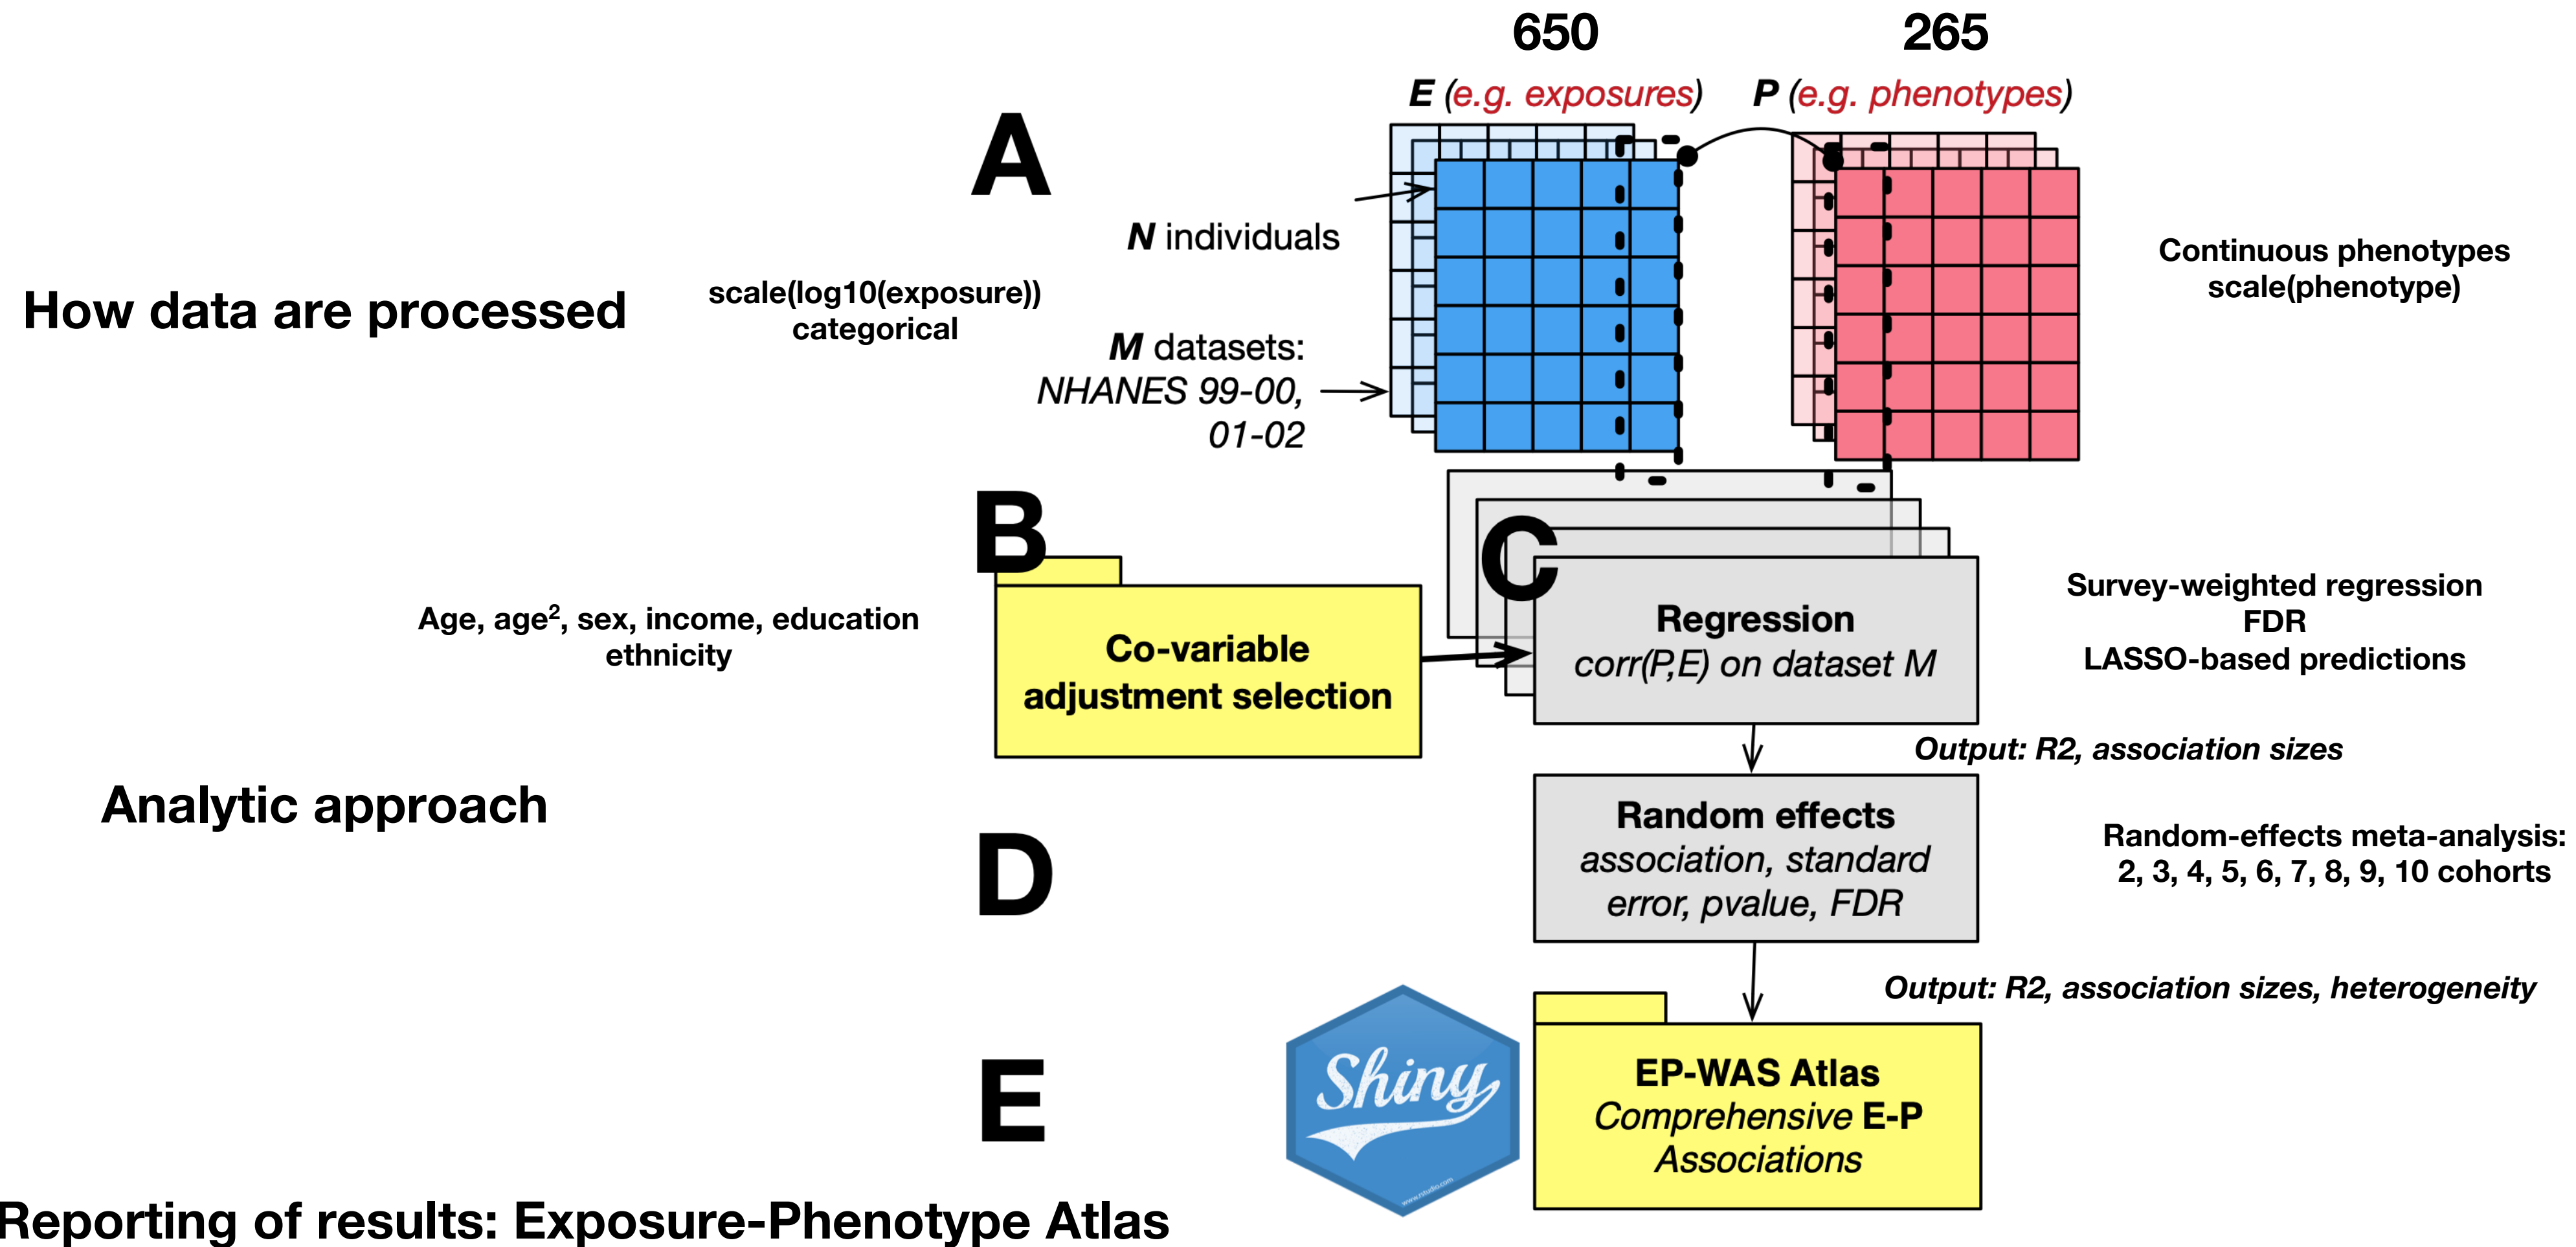 650
265
E (e.g. exposures)
P (e.g. phenotypes)
A
N individuals
How data are processed
scale(log10(exposure))
categorical
M datasets:
NHANES 99-00,
01-02
Continuous phenotypes
scale(phenotype)
B
C
Age, age², sex, income, education
ethnicity
Co-variable
adjustment selection
Regression
corr(P,E) on dataset M
Survey-weighted regression
FDR
LASSO-based predictions
Output: R2, association sizes
Analytic approach
D
Random effects
association, standard
error, pvalue, FDR
Random-effects meta-analysis:
2, 3, 4, 5, 6, 7, 8, 9, 10 cohorts
Output: R2, association sizes, heterogeneity
E
Shiny
www.rstudio.com
EP-WAS Atlas
Comprehensive E-P
Associations
Reporting of results: Exposure-Phenotype Atlas